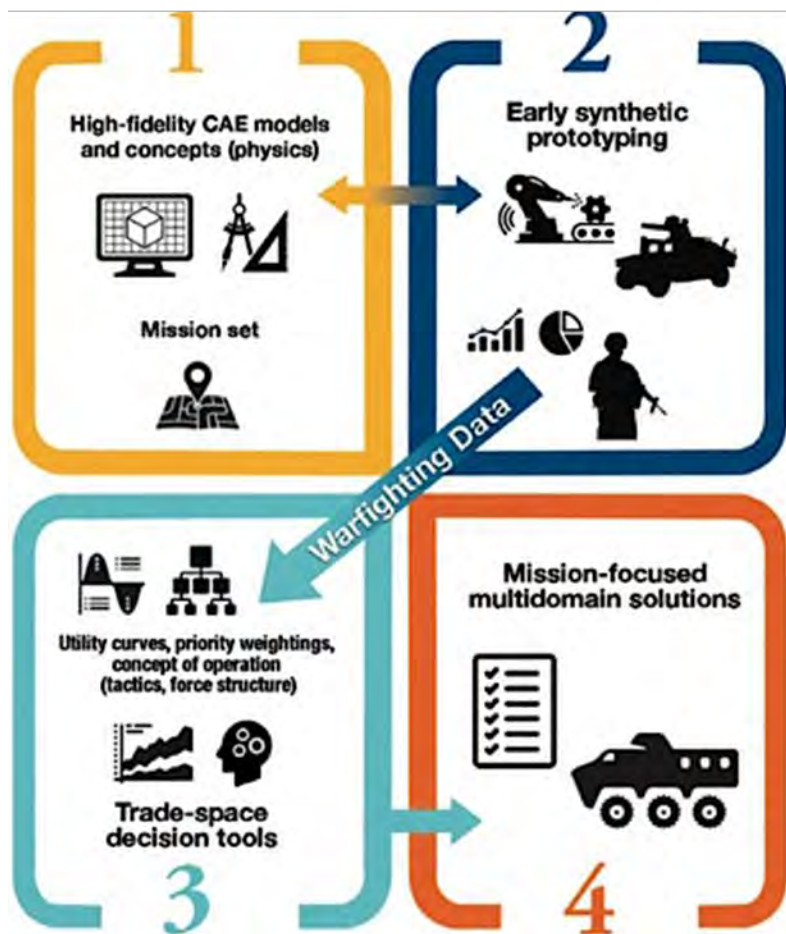 1
High-fidelity CAE models
and concepts (physics)
Mission set
2
Early synthetic
prototyping
Warfighting Data
Utility curves, priority weightings,
concept of operation
(tactics, force structure)
Trade-space
decision tools
3
Mission-focused
multidomain solutions
4